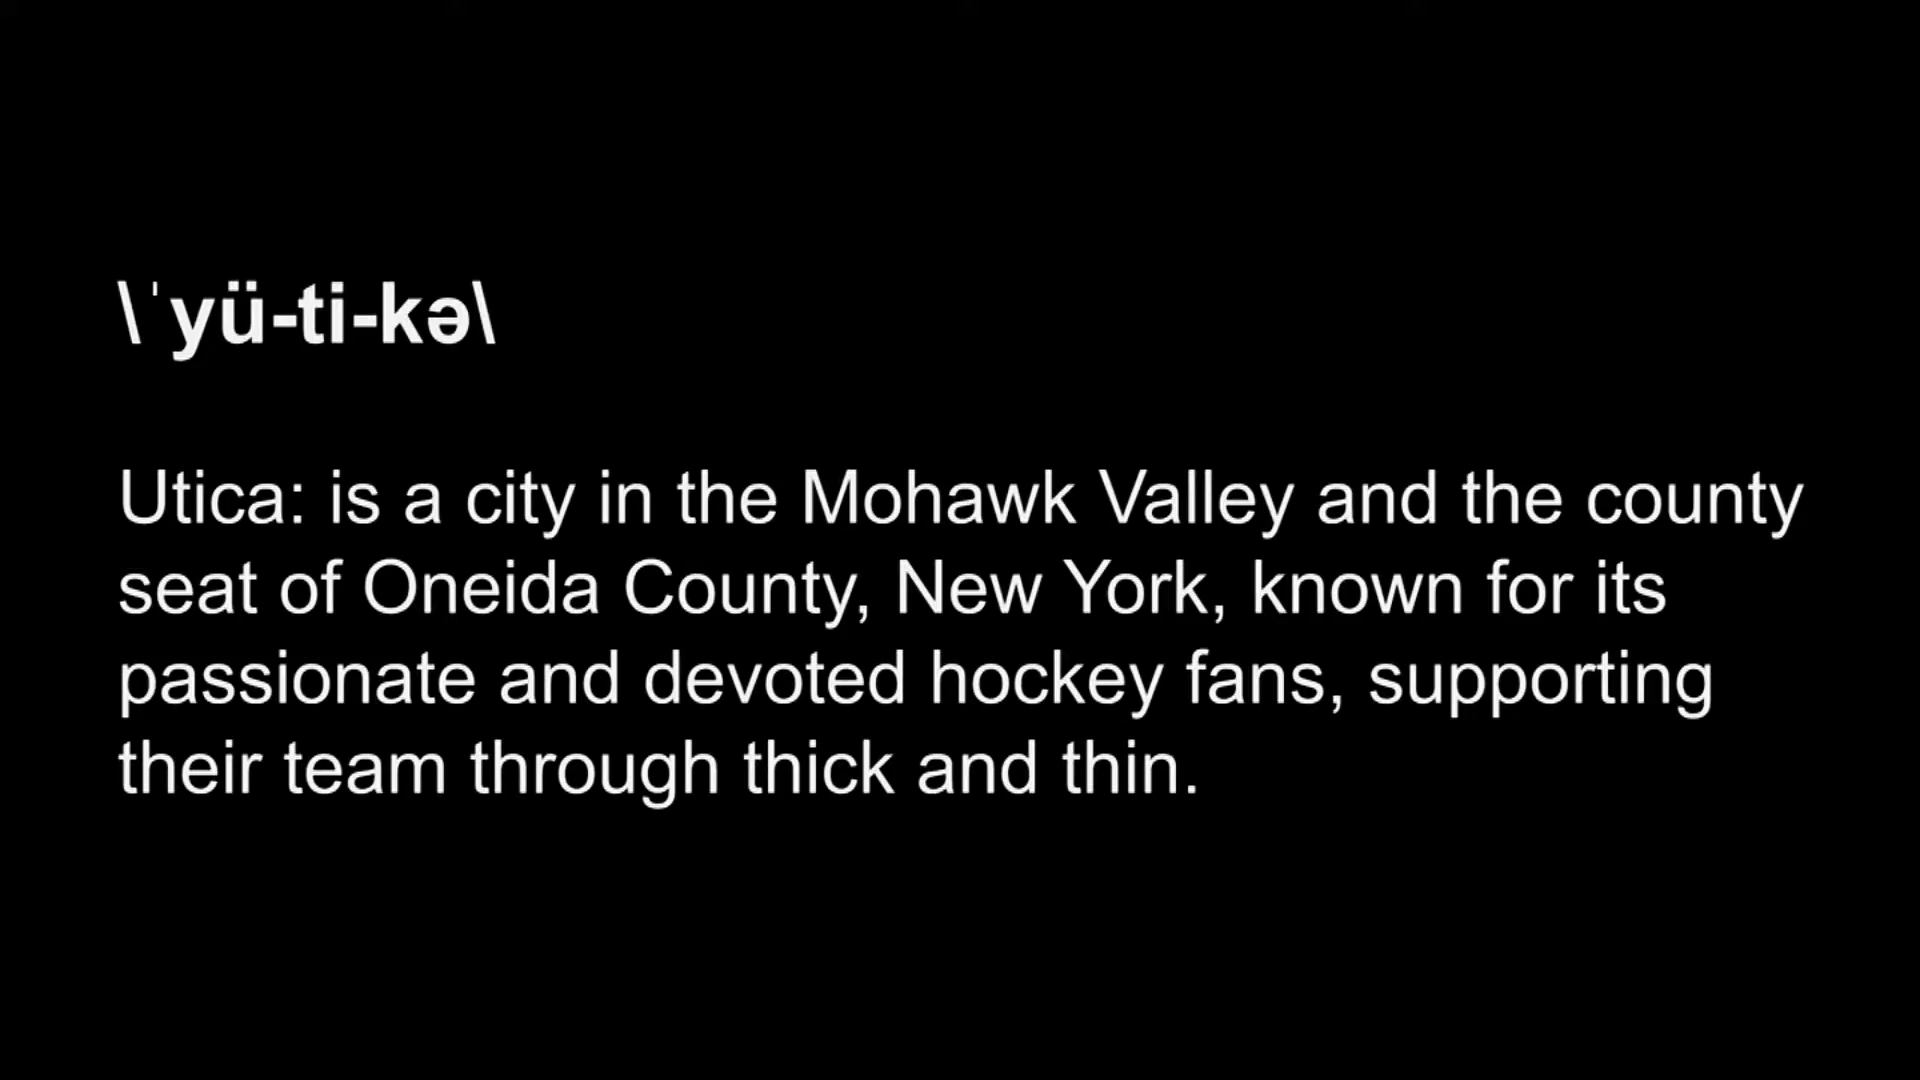 \ˈyü-ti-kə\
Utica: is a city in the Mohawk Valley and the county
seat of Oneida County, New York, known for its
passionate and devoted hockey fans, supporting
their team through thick and thin.